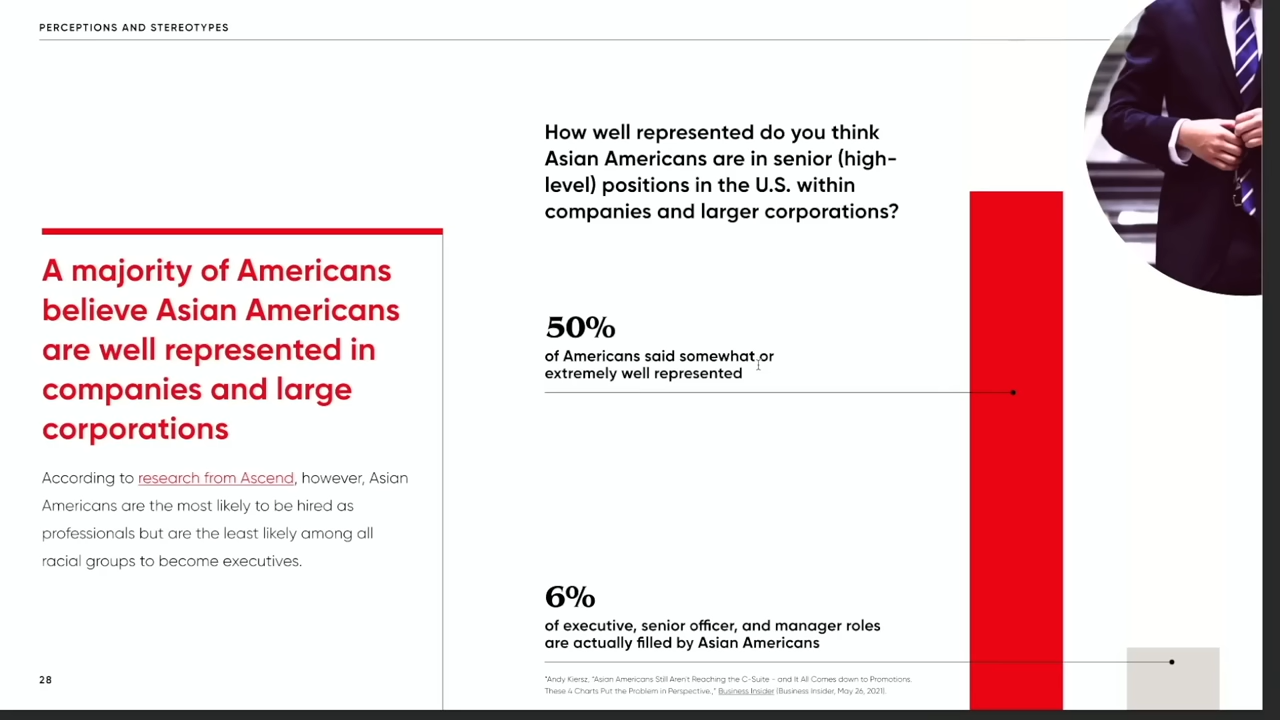 PERCEPTIONS AND STEREOTYPES
A majority of Americans
believe Asian Americans
are well represented in
companies and large
corporations
According to research from Ascend, however, Asian
Americans are the most likely to be hired as
professionals but are the least likely among all
racial groups to become executives.
How well represented do you think
Asian Americans are in senior (high-
level) positions in the U.S. within
companies and larger corporations?
50%
of Americans said somewhat or
extremely well represented
6%
of executive, senior officer, and manager roles
are actually filled by Asian Americans
"Andy Kiersz, "Asian Americans Still Aren't Reaching the C-Suite - and It All Comes down to Promotions.
These 4 Charts Put the Problem in Perspective.," Business Insider (Business Insider, May 26, 2021).
28